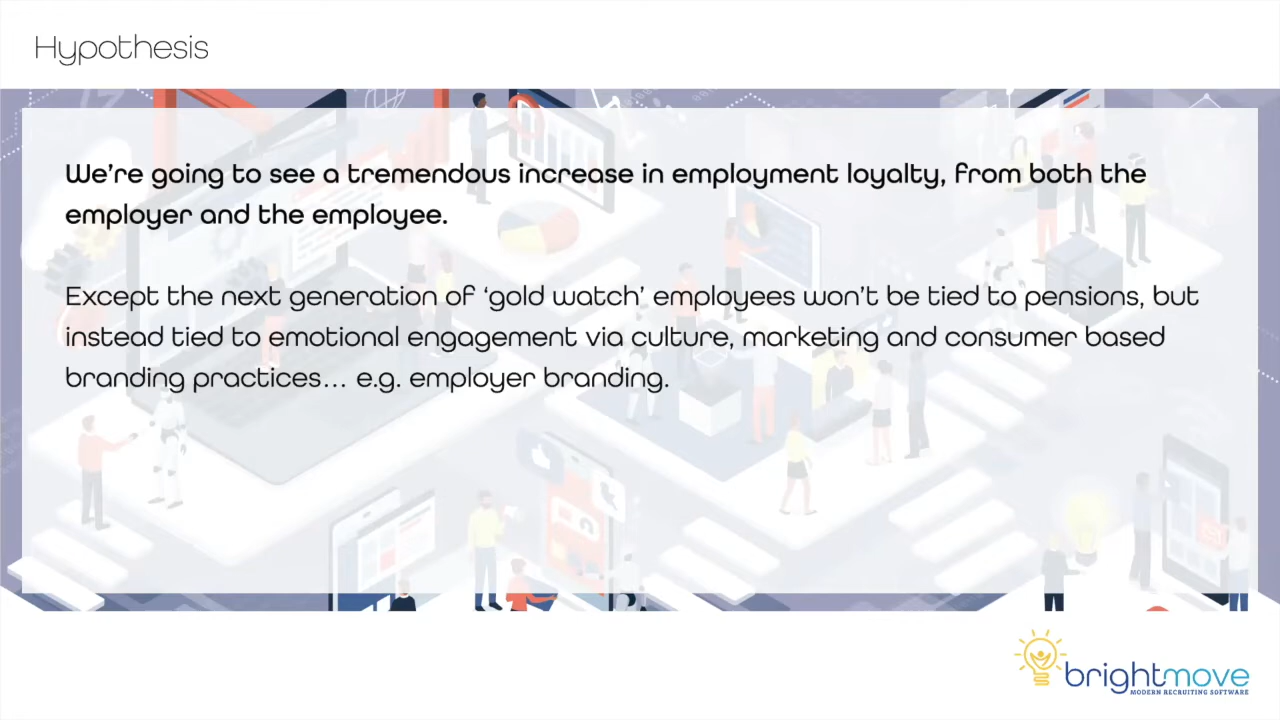 Hypothesis
We’re going to see a tremendous increase in employment loyalty, from both the
employer and the employee.
Except the next generation of ‘gold watch’ employees won’t be tied to pensions, but
instead tied to emotional engagement via culture, marketing and consumer based
branding practices… e.g. employer branding.
brightmove
MODERN RECRUITING SOFTWARE